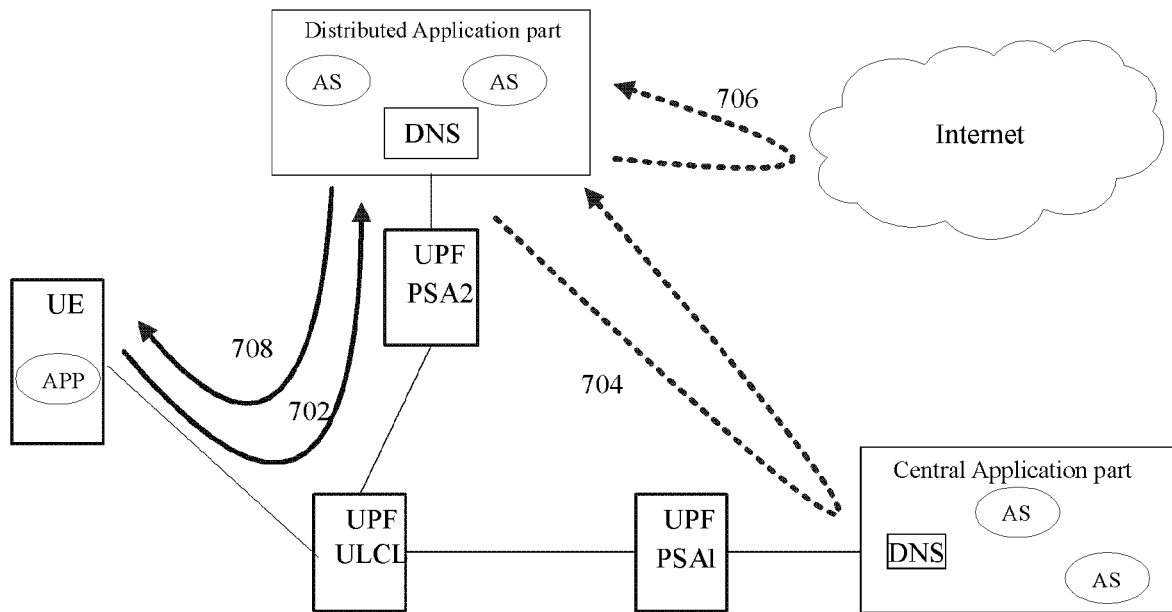 Distributed Application part
AS
AS
DNS
706
Internet
UPF
PSA2
UE
APP
708
702
704
Central Application part
AS
DNS
AS
UPF
ULCL
UPF
PSA1